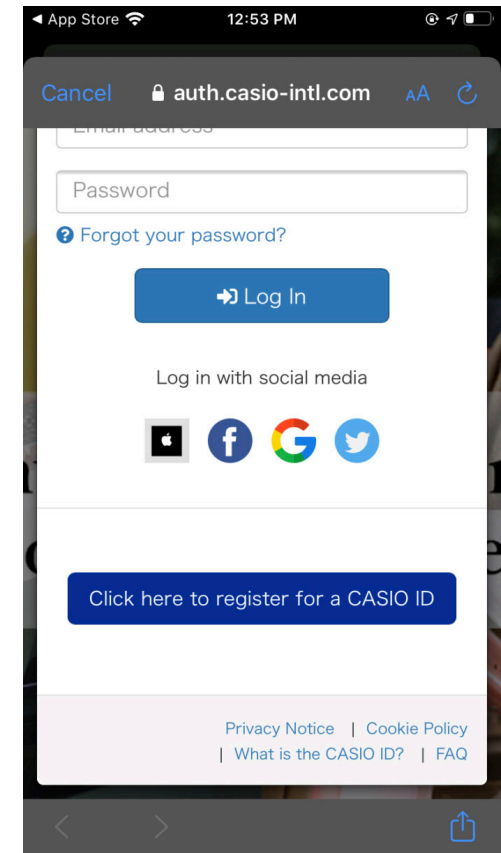 ◀ App Store 12:53 PM
Cancel auth.casio-intl.com AA
Email address
Password
Forgot your password?
Log In
Log in with social media
Click here to register for a CASIO ID
Privacy Notice | Cookie Policy
| What is the CASIO ID? | FAQ